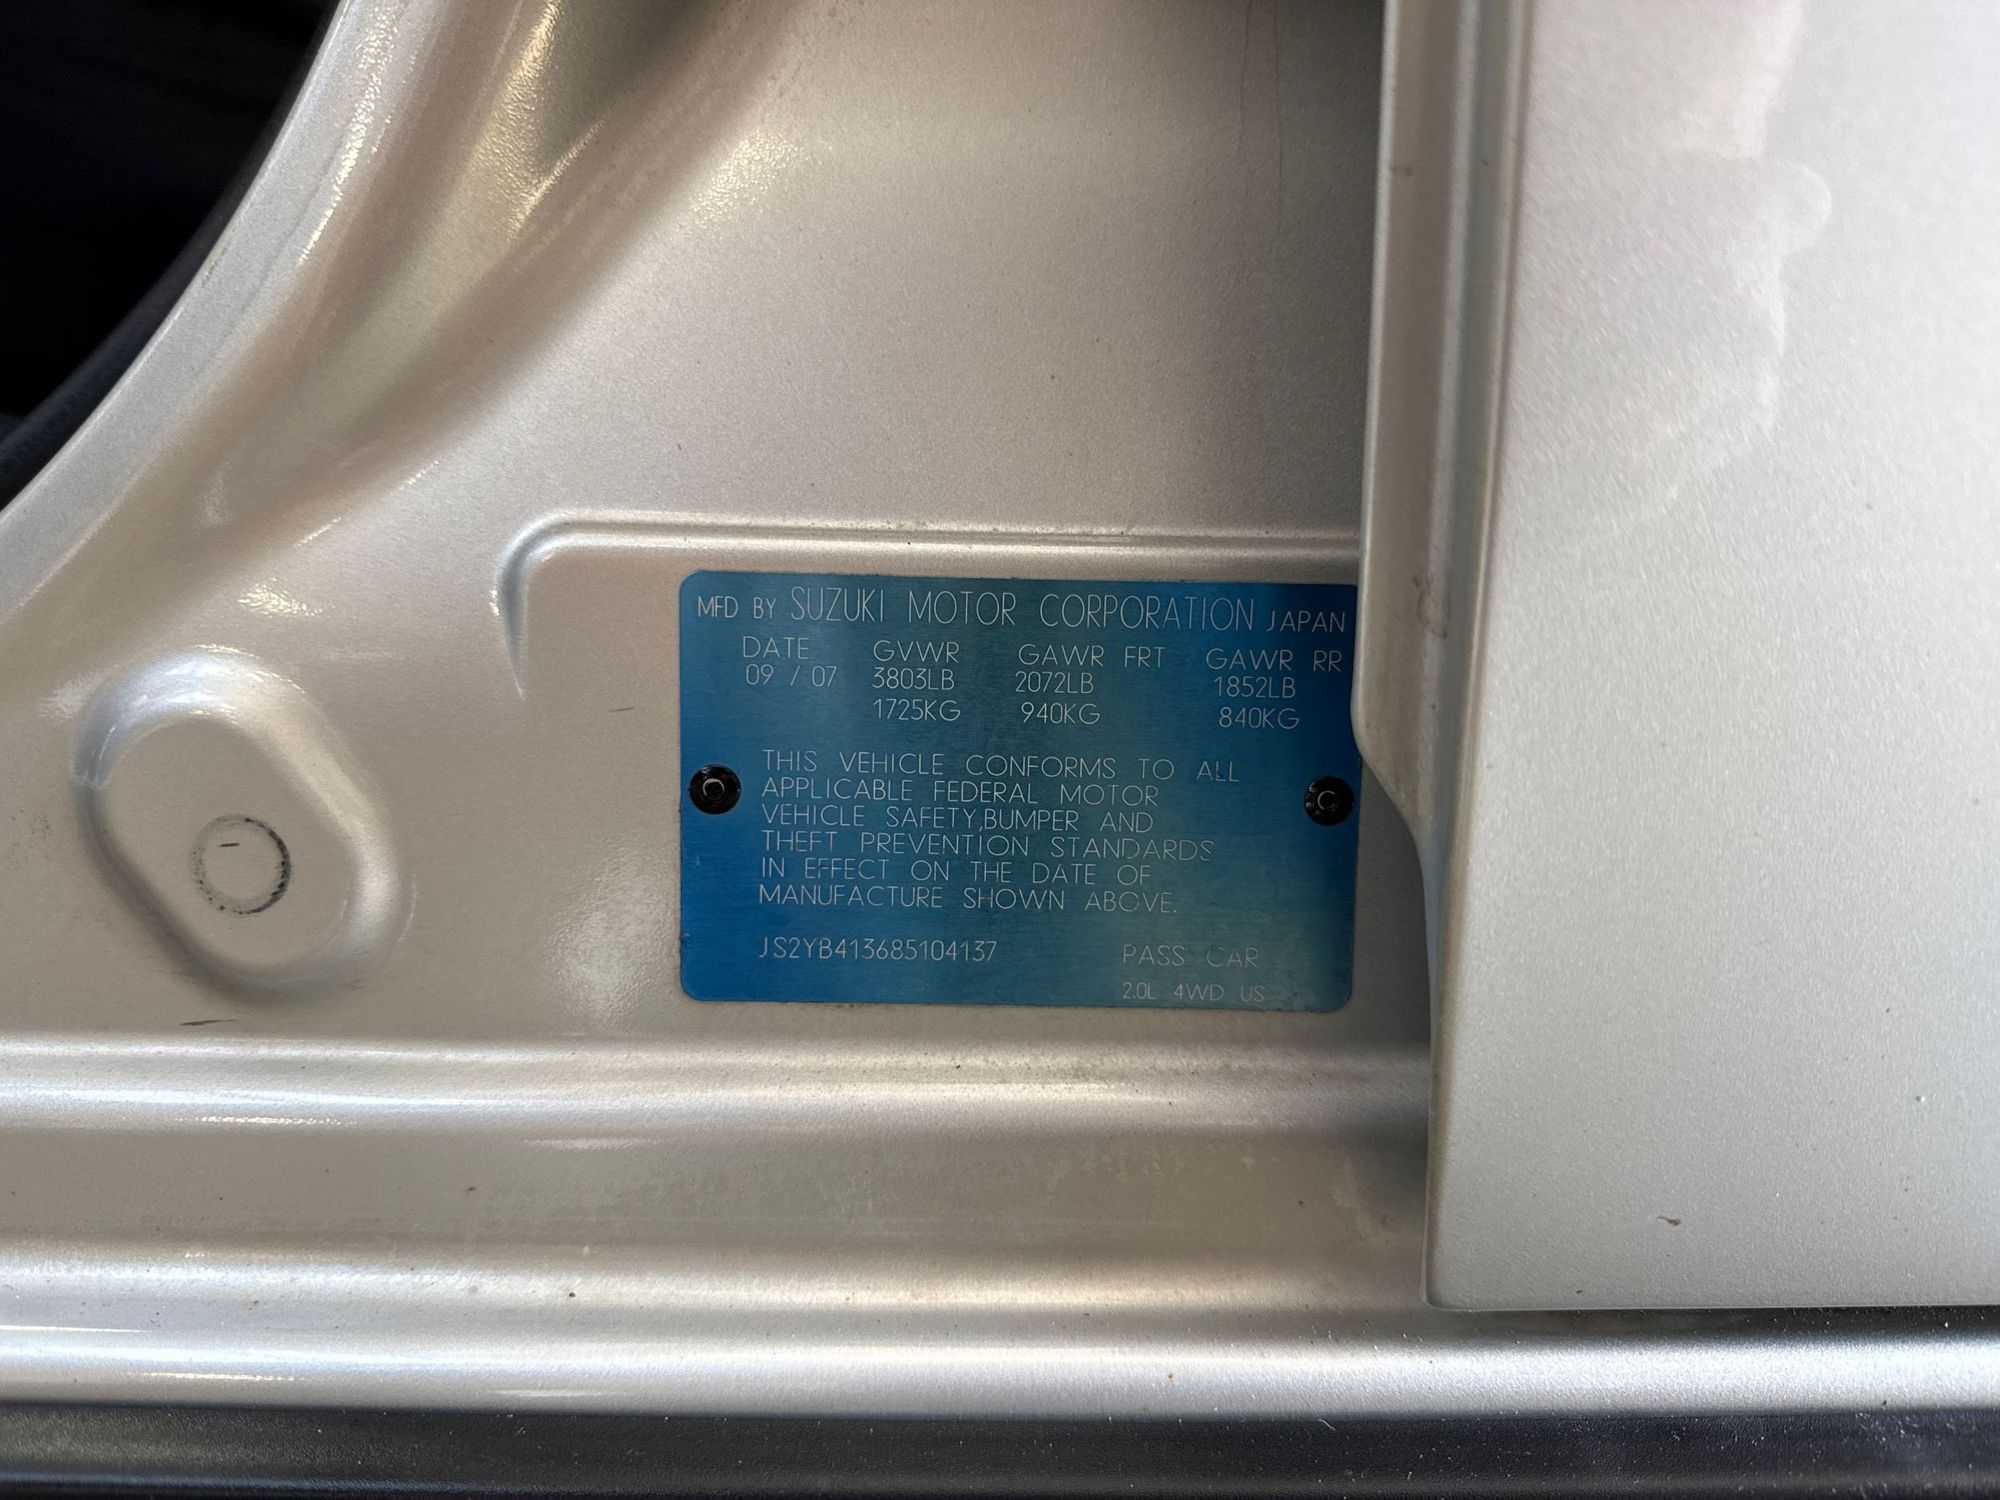 MFD BY SUZUKI MOTOR CORPORATION JAPAN
DATE GVWR GAWR FRT GAWR RR
09 / 07 3803LB 2072LB 1852LB
1725KG 940KG 840KG
THIS VEHICLE CONFORMS TO ALL
APPLICABLE FEDERAL MOTOR
VEHICLE SAFETY,BUMPER AND
THEFT PREVENTION STANDARDS
IN EFFECT ON THE DATE OF
MANUFACTURE SHOWN ABOVE.
JS2YB413685104137 PASS CAR
2.0L 4WD US